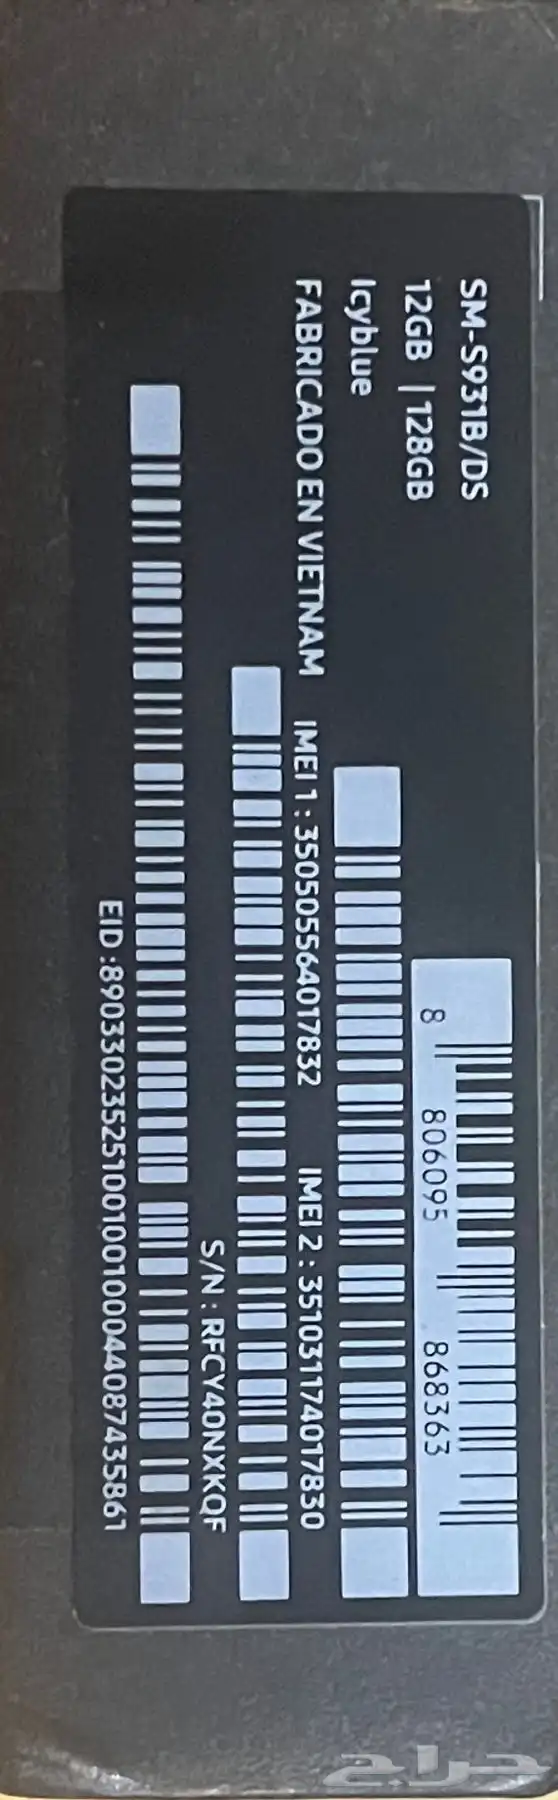 SM-S931B/DS
12GB | 128GB
Icyblue
FABRICADO EN VIETNAM
8 806095 868363
IMEI 1 : 350505564017832
IMEI 2 : 351031174017830
S/N : RFCY40NXKQF
EID :89033023525100100100044087435861
حراج